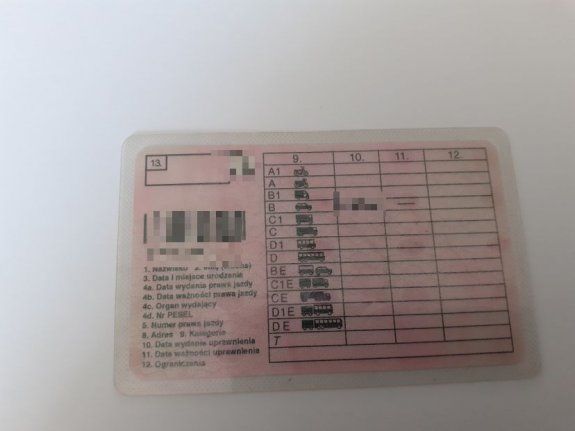 13.
1. Nazwisko 2. Imię
3. Data i miejsce urodzenia
4a. Data wydania prawa jazdy
4b. Data ważności prawa jazdy
4c. Organ wydający
4d. Nr PESEL
5. Numer prawa jazdy
8. Adres 9. Kategorie
10. Data wydania uprawnienia
11. Data ważności uprawnienia
12. Ograniczenia
9. 10. 11. 12.
A1
A
B1
B
C1
C
D1
D
BE
C1E
CE
D1E
DE
T